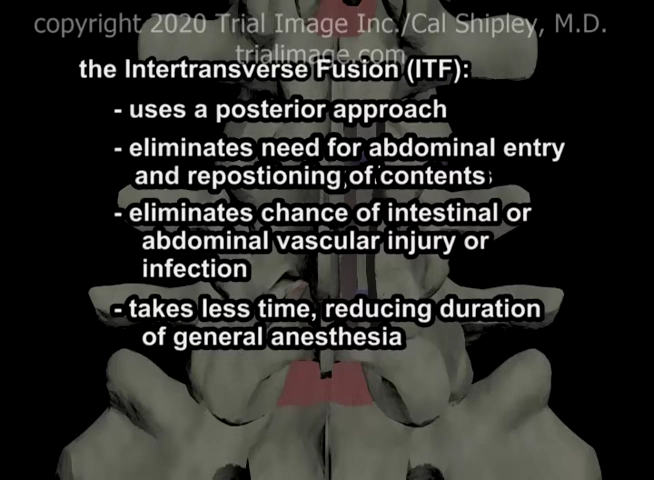 copyright 2020 Trial Image Inc./Cal Shipley, M.D.
trialimage.com
the Intertransverse Fusion (ITF):
- uses a posterior approach
- eliminates need for abdominal entry
and repostioning of contents
- eliminates chance of intestinal or
abdominal vascular injury or
infection
- takes less time, reducing duration
of general anesthesia